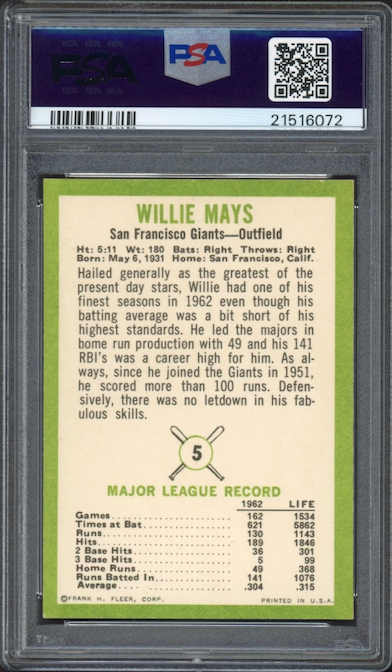 PSA PSA PSA
PSA
PSA PSA PSA
PSA
21516072
WILLIE MAYS
San Francisco Giants—Outfield
Ht: 5:11 Wt: 180 Bats: Right Throws: Right
Born: May 6, 1931 Home: San Francisco, Calif.
Hailed generally as the greatest of the
present day stars, Willie had one of his
finest seasons in 1962 even though his
batting average was a bit short of his
highest standards. He led the majors in
home run production with 49 and his 141
RBI's was a career high for him. As al-
ways, since he joined the Giants in 1951,
he scored more than 100 runs. Defen-
sively, there was no letdown in his fab-
ulous skills.
5
MAJOR LEAGUE RECORD
1962 LIFE
Games 162 1534
Times at Bat 621 5862
Runs 130 1143
Hits 189 1846
2 Base Hits 36 301
3 Base Hits 5 99
Home Runs 49 368
Runs Batted In 141 1076
Average .304 .315
©FRANK H. FLEER, CORP. PRINTED IN U.S.A.